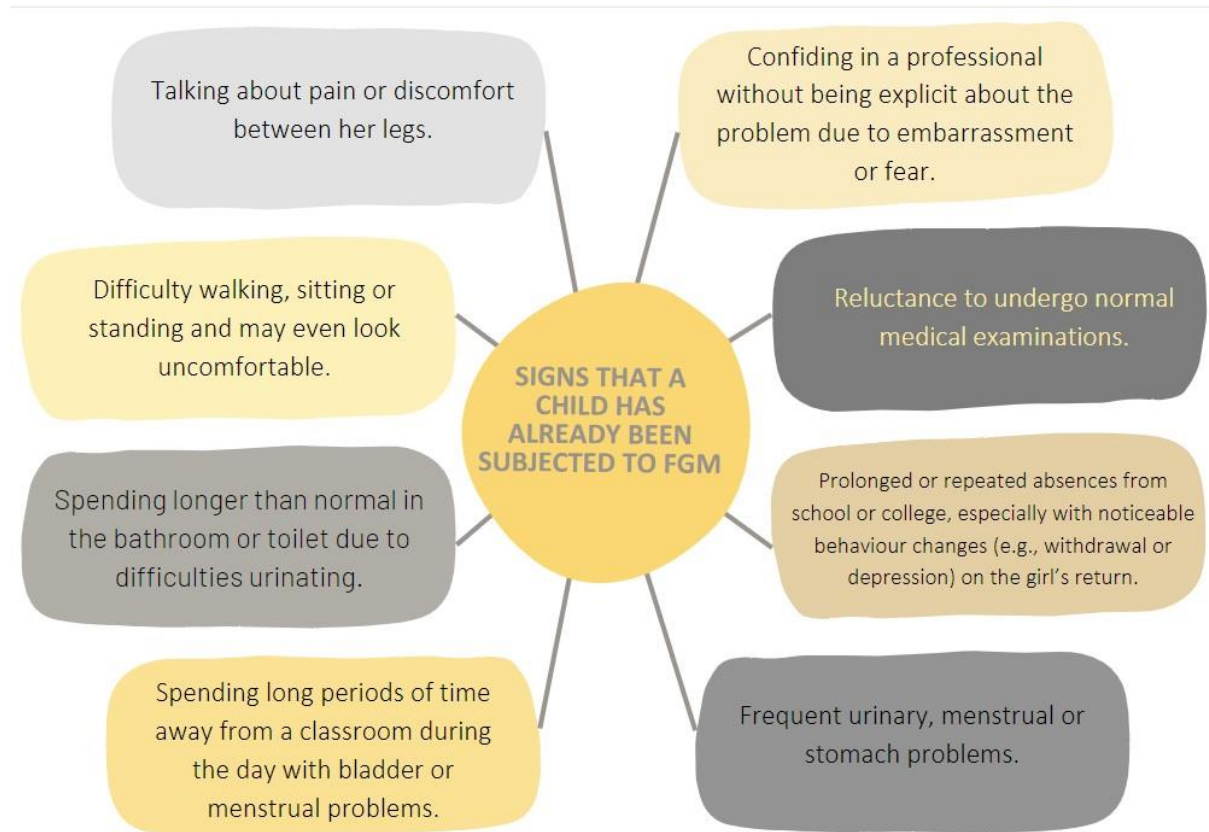 Talking about pain or discomfort
between her legs.
Confiding in a professional
without being explicit about the
problem due to embarrassment
or fear.
Difficulty walking, sitting or
standing and may even look
uncomfortable.
Reluctance to undergo normal
medical examinations.
SIGNS THAT A
CHILD HAS
ALREADY BEEN
SUBJECTED TO FGM
Spending longer than normal in
the bathroom or toilet due to
difficulties urinating.
Prolonged or repeated absences from
school or college, especially with noticeable
behaviour changes (e.g., withdrawal or
depression) on the girl’s return.
Spending long periods of time
away from a classroom during
the day with bladder or
menstrual problems.
Frequent urinary, menstrual or
stomach problems.